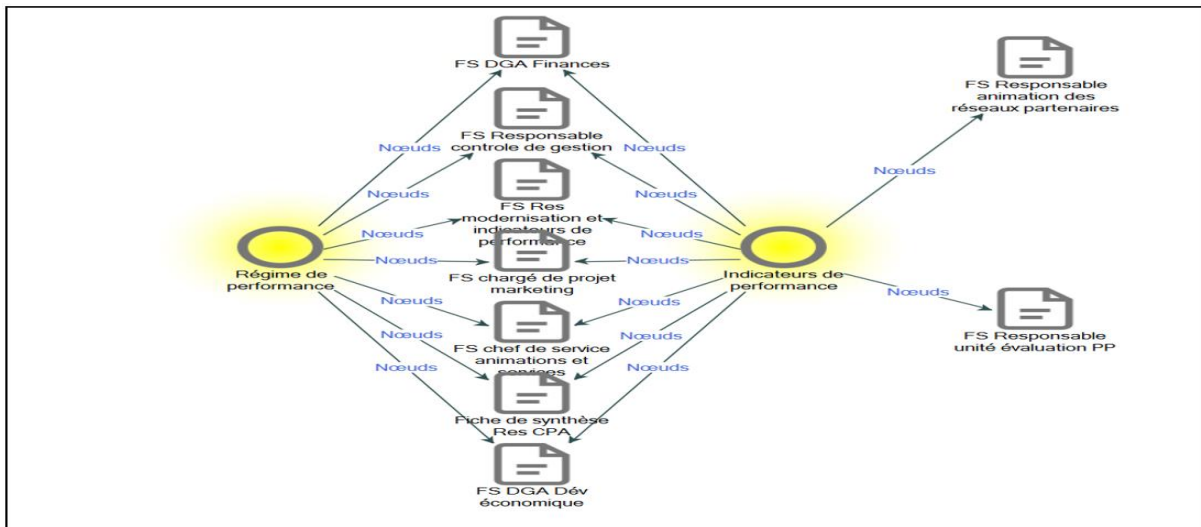 FS DGA Finances
FS Responsable
animation des
réseaux partenaires
FS Responsable
controle de gestion
Nœuds
Nœuds
Nœuds
Nœuds
Nœuds
FS Res
modernisation et
indicateurs de
performance
Nœuds
Nœuds
Régime de
performance
Nœuds
Nœuds
Indicateurs de
performance
FS chargé de projet
marketing
Nœuds
Nœuds
Nœuds
FS chef de service
animations et
services
Nœuds
Nœuds
FS Responsable
unité évaluation PP
Nœuds
Nœuds
Fiche de synthèse
Res CPA
FS DGA Dév
économique